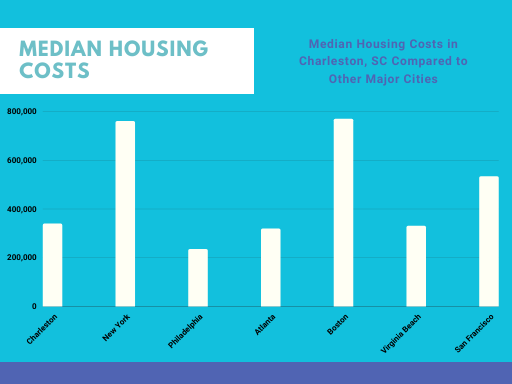 MEDIAN HOUSING
COSTS
Median Housing Costs in
Charleston, SC Compared to
Other Major Cities
800,000
600,000
400,000
200,000
0
Charleston
New York
Philadelphia
Atlanta
Boston
Virginia Beach
San Francisco